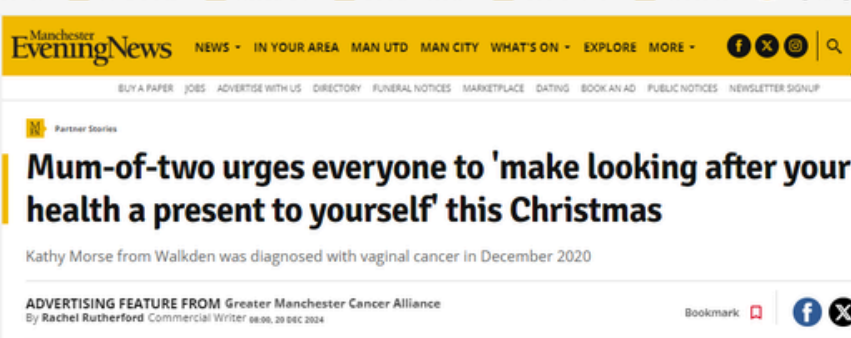 Manchester
Evening News
NEWS IN YOUR AREA MAN UTD MAN CITY WHAT'S ON EXPLORE MORE
BUY A PAPER JOBS ADVERTISE WITH US DIRECTORY FUNERAL NOTICES MARKETPLACE DATING BOOK AN AD PUBLIC NOTICES NEWSLETTER SIGNUP
Partner Stories
Mum-of-two urges everyone to 'make looking after your
health a present to yourself' this Christmas
Kathy Morse from Walkden was diagnosed with vaginal cancer in December 2020
ADVERTISING FEATURE FROM Greater Manchester Cancer Alliance
By Rachel Rutherford Commercial Writer 08:00, 20 DEC 2024
Bookmark